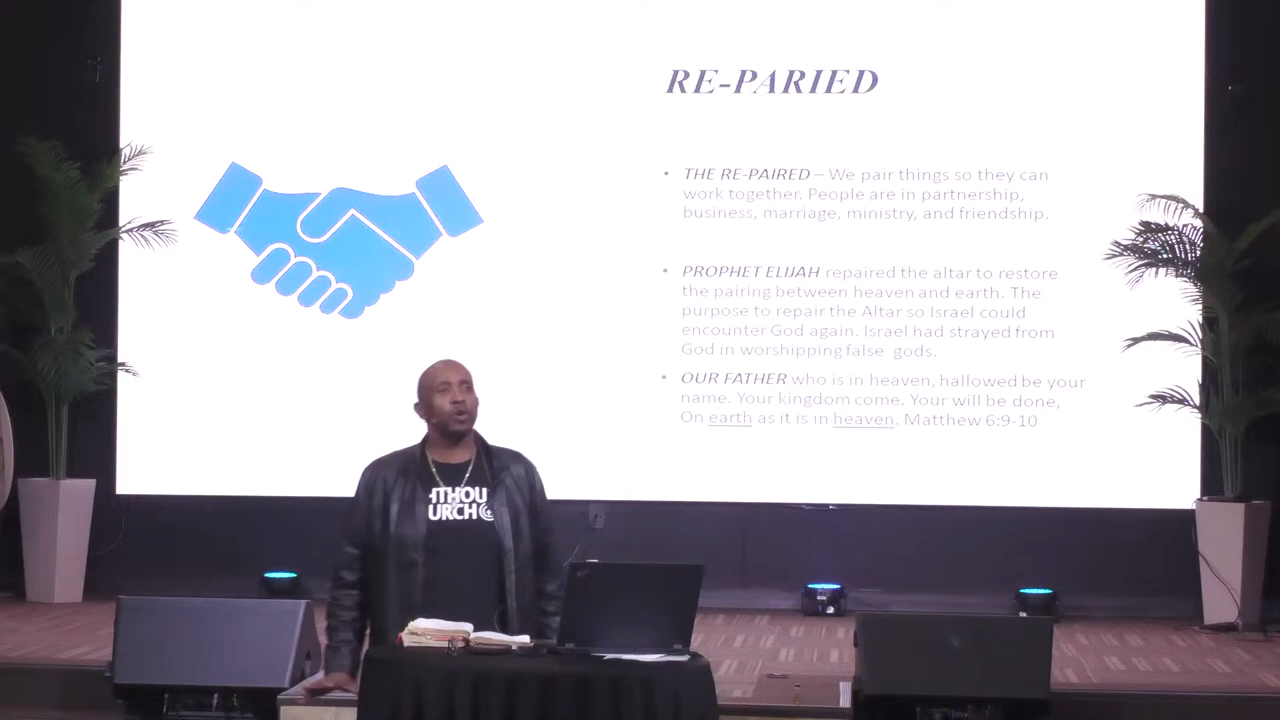 RE-PARIED
• THE RE-PAIRED – We pair things so they can
work together. People are in partnership,
business, marriage, ministry, and friendship.
• PROPHET ELIJAH repaired the altar to restore
the pairing between heaven and earth. The
purpose to repair the Altar so Israel could
encounter God again. Israel had strayed from
God in worshipping false gods.
• OUR FATHER who is in heaven, hallowed be your
name. Your kingdom come. Your will be done,
On earth as it is in heaven. Matthew 6:9-10
HTHOU
URCH